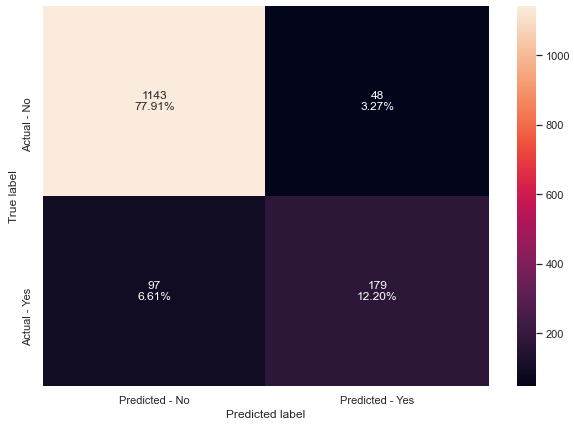 1143
77.91%
48
3.27%
97
6.61%
179
12.20%
Actual - No
Actual - Yes
True label
Predicted - No
Predicted - Yes
Predicted label
1000
800
600
400
200